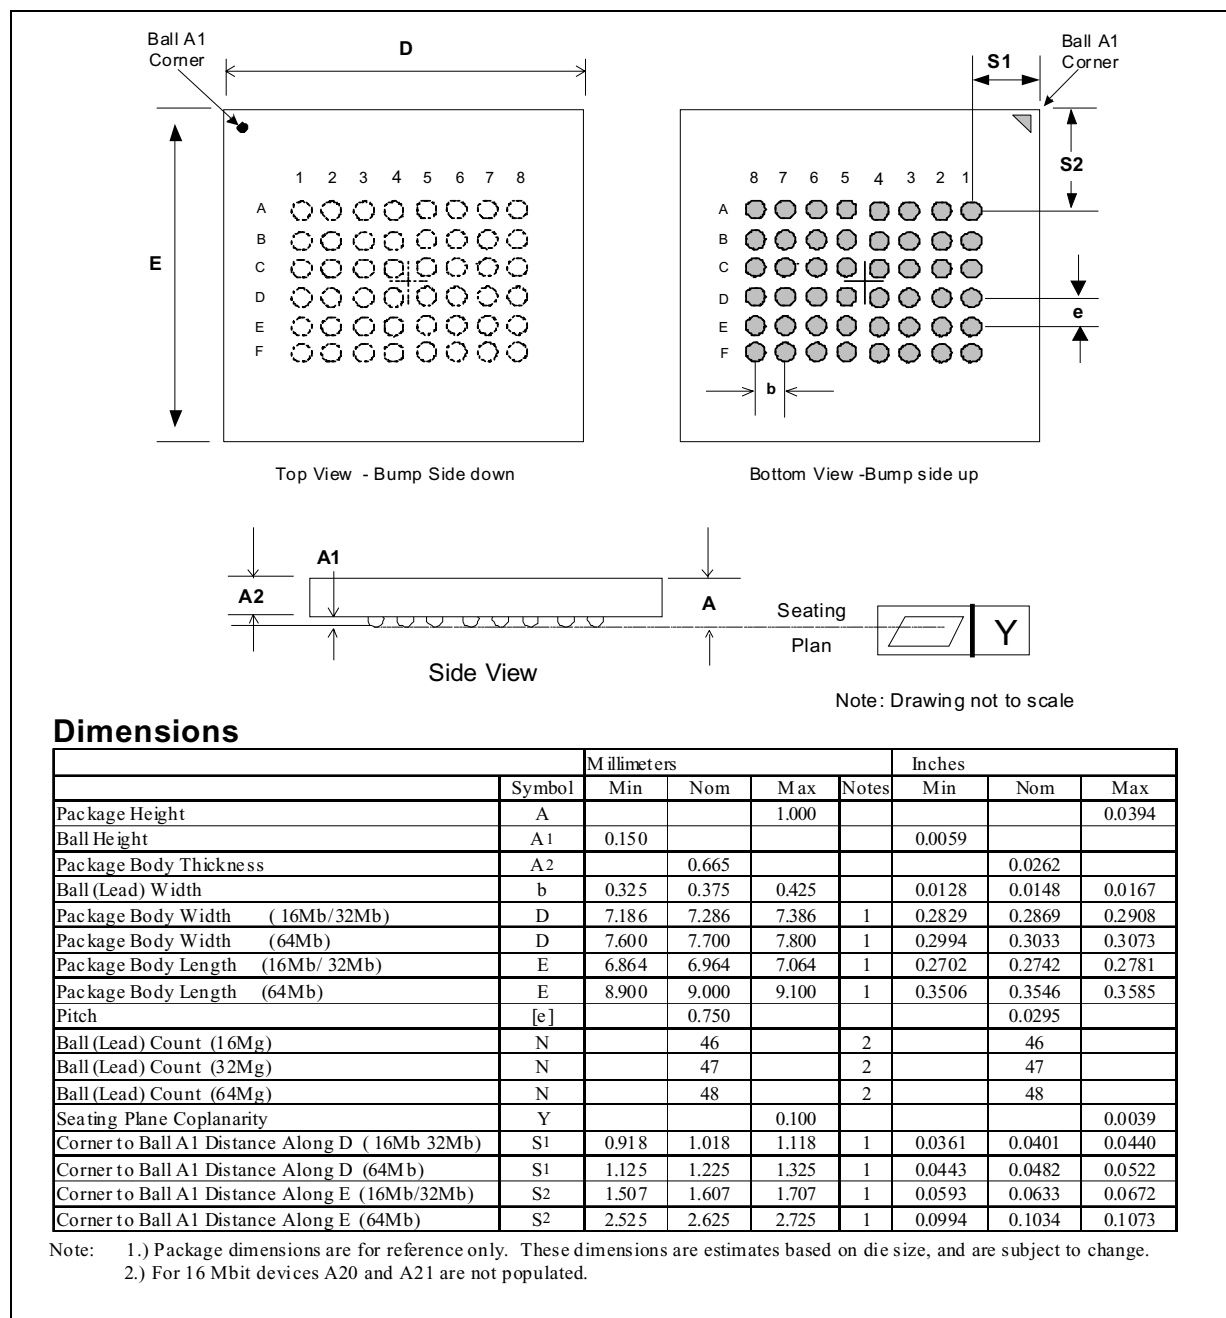 Ball A1
Corner
D
E
1 2 3 4 5 6 7 8
A
B
C
D
E
F
Top View - Bump Side down
Ball A1
Corner
S1
S2
8 7 6 5 4 3 2 1
A
B
C
D
E
F
e
b
Bottom View -Bump side up
A1
A2
A
Seating
Plan
Y
Side View
Note: Drawing not to scale
Dimensions
Millimeters Inches
Symbol Min Nom Max Notes Min Nom Max
Package Height A 1.000 0.0394
Ball Height A1 0.150 0.0059
Package Body Thickness A2 0.665 0.0262
Ball (Lead) Width b 0.325 0.375 0.425 0.0128 0.0148 0.0167
Package Body Width ( 16Mb/32Mb) D 7.186 7.286 7.386 1 0.2829 0.2869 0.2908
Package Body Width (64Mb) D 7.600 7.700 7.800 1 0.2994 0.3033 0.3073
Package Body Length (16Mb/ 32Mb) E 6.864 6.964 7.064 1 0.2702 0.2742 0.2781
Package Body Length (64Mb) E 8.900 9.000 9.100 1 0.3506 0.3546 0.3585
Pitch [e] 0.750 0.0295
Ball (Lead) Count (16Mg) N 46 2 46
Ball (Lead) Count (32Mg) N 47 2 47
Ball (Lead) Count (64Mg) N 48 2 48
Seating Plane Coplanarity Y 0.100 0.0039
Corner to Ball A1 Distance Along D ( 16Mb 32Mb) S1 0.918 1.018 1.118 1 0.0361 0.0401 0.0440
Corner to Ball A1 Distance Along D (64Mb) S1 1.125 1.225 1.325 1 0.0443 0.0482 0.0522
Corner to Ball A1 Distance Along E (16Mb/32Mb) S2 1.507 1.607 1.707 1 0.0593 0.0633 0.0672
Corner to Ball A1 Distance Along E (64Mb) S2 2.525 2.625 2.725 1 0.0994 0.1034 0.1073
Note: 1.) Package dimensions are for reference only. These dimensions are estimates based on die size, and are subject to change.
2.) For 16 Mbit devices A20 and A21 are not populated.